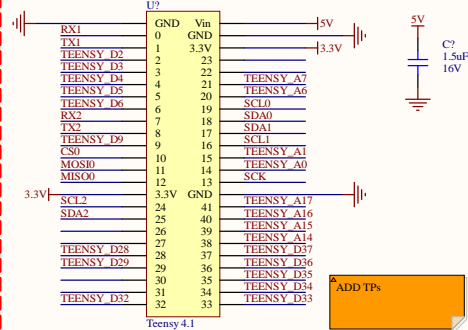 U?
GND Vin 5V
RX1 0 GND
TX1 1 3.3V 3.3V
TEENSY_D2 2 23
TEENSY_D3 3 22
TEENSY_D4 4 21 TEENSY_A7
TEENSY_D5 5 20 TEENSY_A6
TEENSY_D6 6 19 SCL0
RX2 7 18 SDA0
TX2 8 17 SDA1
TEENSY_D9 9 16 SCL1
CS0 10 15 TEENSY_A1
MOSI0 11 14 TEENSY_A0
MISO0 12 13 SCK
3.3V 3.3V GND
SCL2 24 41 TEENSY_A17
SDA2 25 40 TEENSY_A16
26 39 TEENSY_A15
27 38 TEENSY_A14
TEENSY_D28 28 37 TEENSY_D37
TEENSY_D29 29 36 TEENSY_D36
30 35 TEENSY_D35
31 34 TEENSY_D34
TEENSY_D32 32 33 TEENSY_D33
Teensy 4.1
5V
C?
1.5uF
16V
ADD TPs